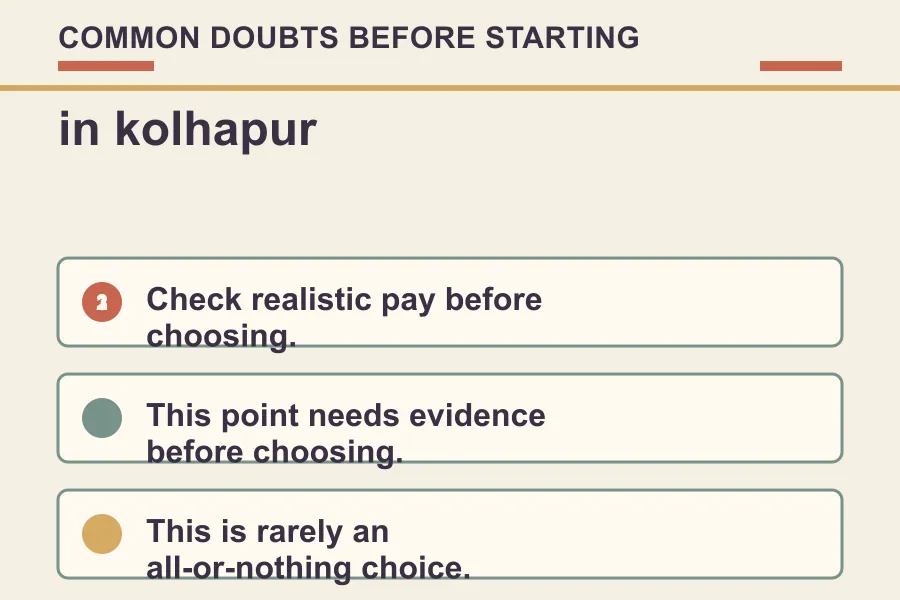 COMMON DOUBTS BEFORE STARTING
in kolhapur
Check realistic pay before
choosing.
This point needs evidence
before choosing.
This is rarely an
all-or-nothing choice.